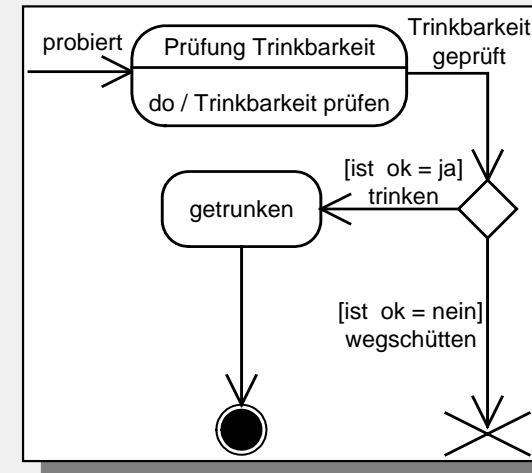 probiert
Prüfung Trinkbarkeit
do / Trinkbarkeit prüfen
Trinkbarkeit
geprüft
[ist ok = ja]
trinken
getrunken
[ist ok = nein]
wegschütten